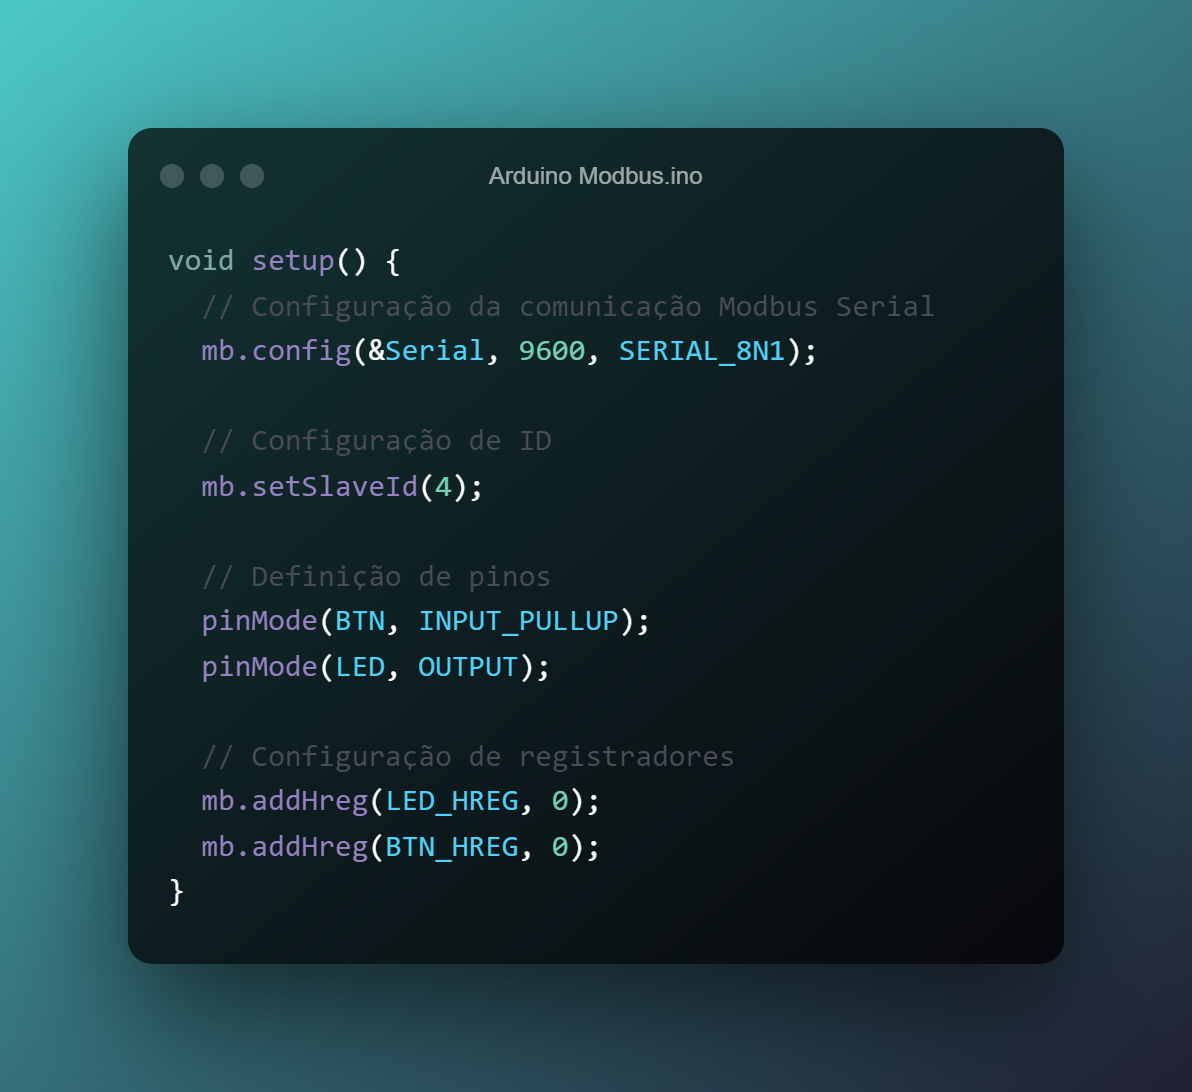 Arduino Modbus.ino
void setup() {
  // Configuração da comunicação Modbus Serial
  mb.config(&Serial, 9600, SERIAL_8N1);
  // Configuração de ID
  mb.setSlaveId(4);
  // Definição de pinos
  pinMode(BTN, INPUT_PULLUP);
  pinMode(LED, OUTPUT);
  // Configuração de registradores
  mb.addHreg(LED_HREG, 0);
  mb.addHreg(BTN_HREG, 0);
}